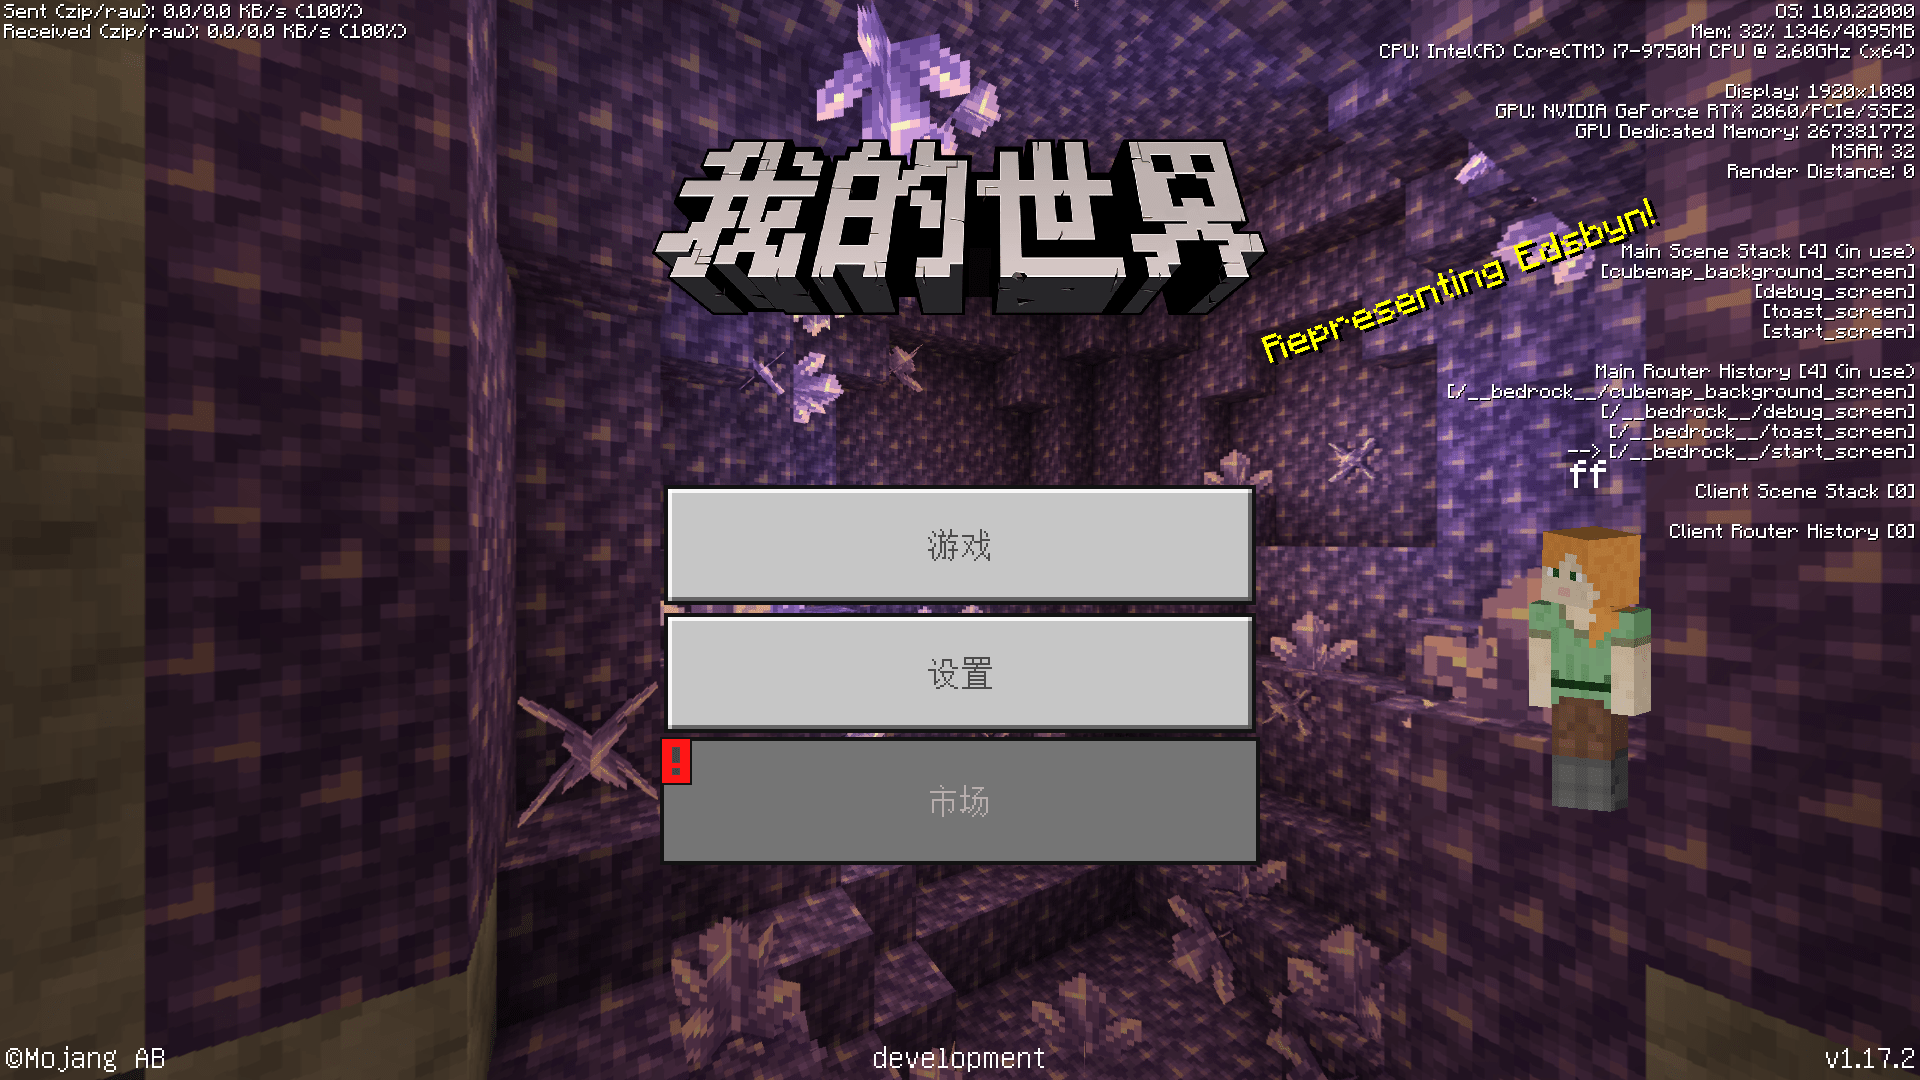 Sent (zip/raw): 0.0/0.0 KB/s (100%)
Received (zip/raw): 0.0/0.0 KB/s (100%)
OS: 10.0.22000
Mem: 32% 1346/4095MB
CPU: Intel(R) Core(TM) i7-9750H CPU @ 2.60GHz (x64)
Display: 1920x1080
GPU: NVIDIA GeForce RTX 2060/PCIe/SSE2
GPU Dedicated Memory: 267381772
MSAA: 32
Render Distance: 0
我的世界
Representing Edsbyn!
Main Scene Stack [4] (in use)
[cubemap_background_screen]
[debug_screen]
[toast_screen]
[start_screen]
Main Router History [4] (in use)
[/__bedrock__/cubemap_background_screen]
[/__bedrock__/debug_screen]
[/__bedrock__/toast_screen]
--> [/__bedrock__/start_screen]
ff
Client Scene Stack [0]
Client Router History [0]
游戏
设置
!
市场
©Mojang AB
development
v1.17.2